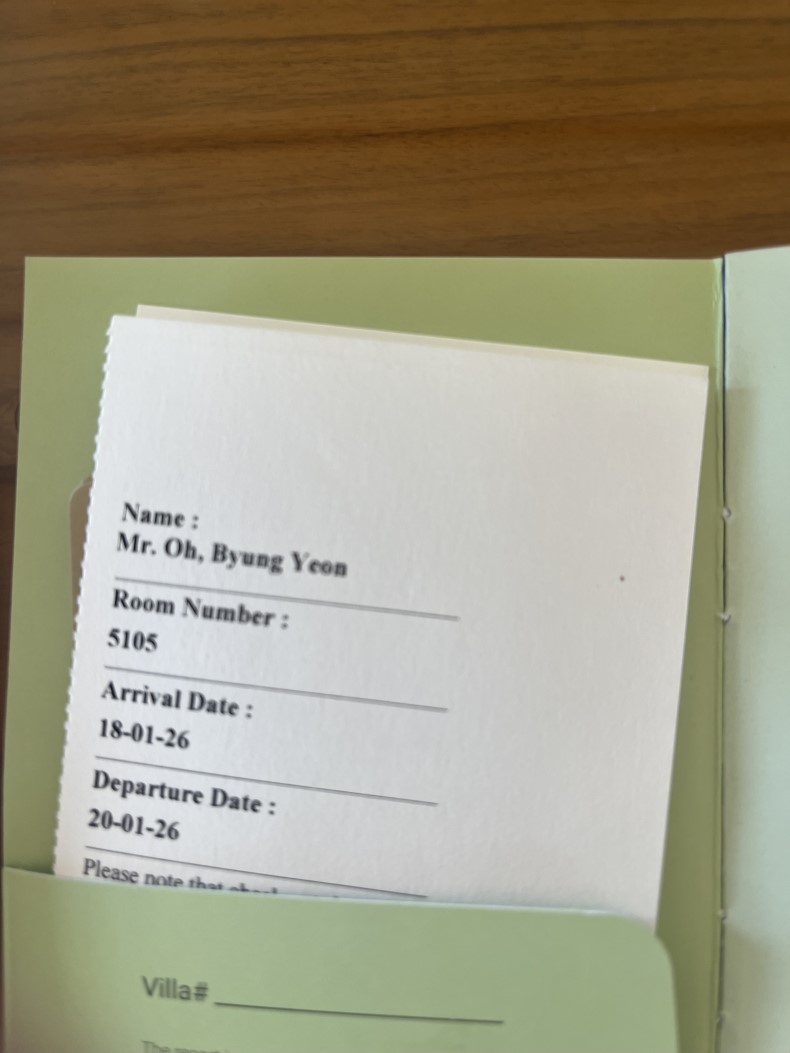 Name :
Mr. Oh, Byung Yeon
Room Number :
5105
Arrival Date :
18-01-26
Departure Date :
20-01-26
Please note that
Villa#
The